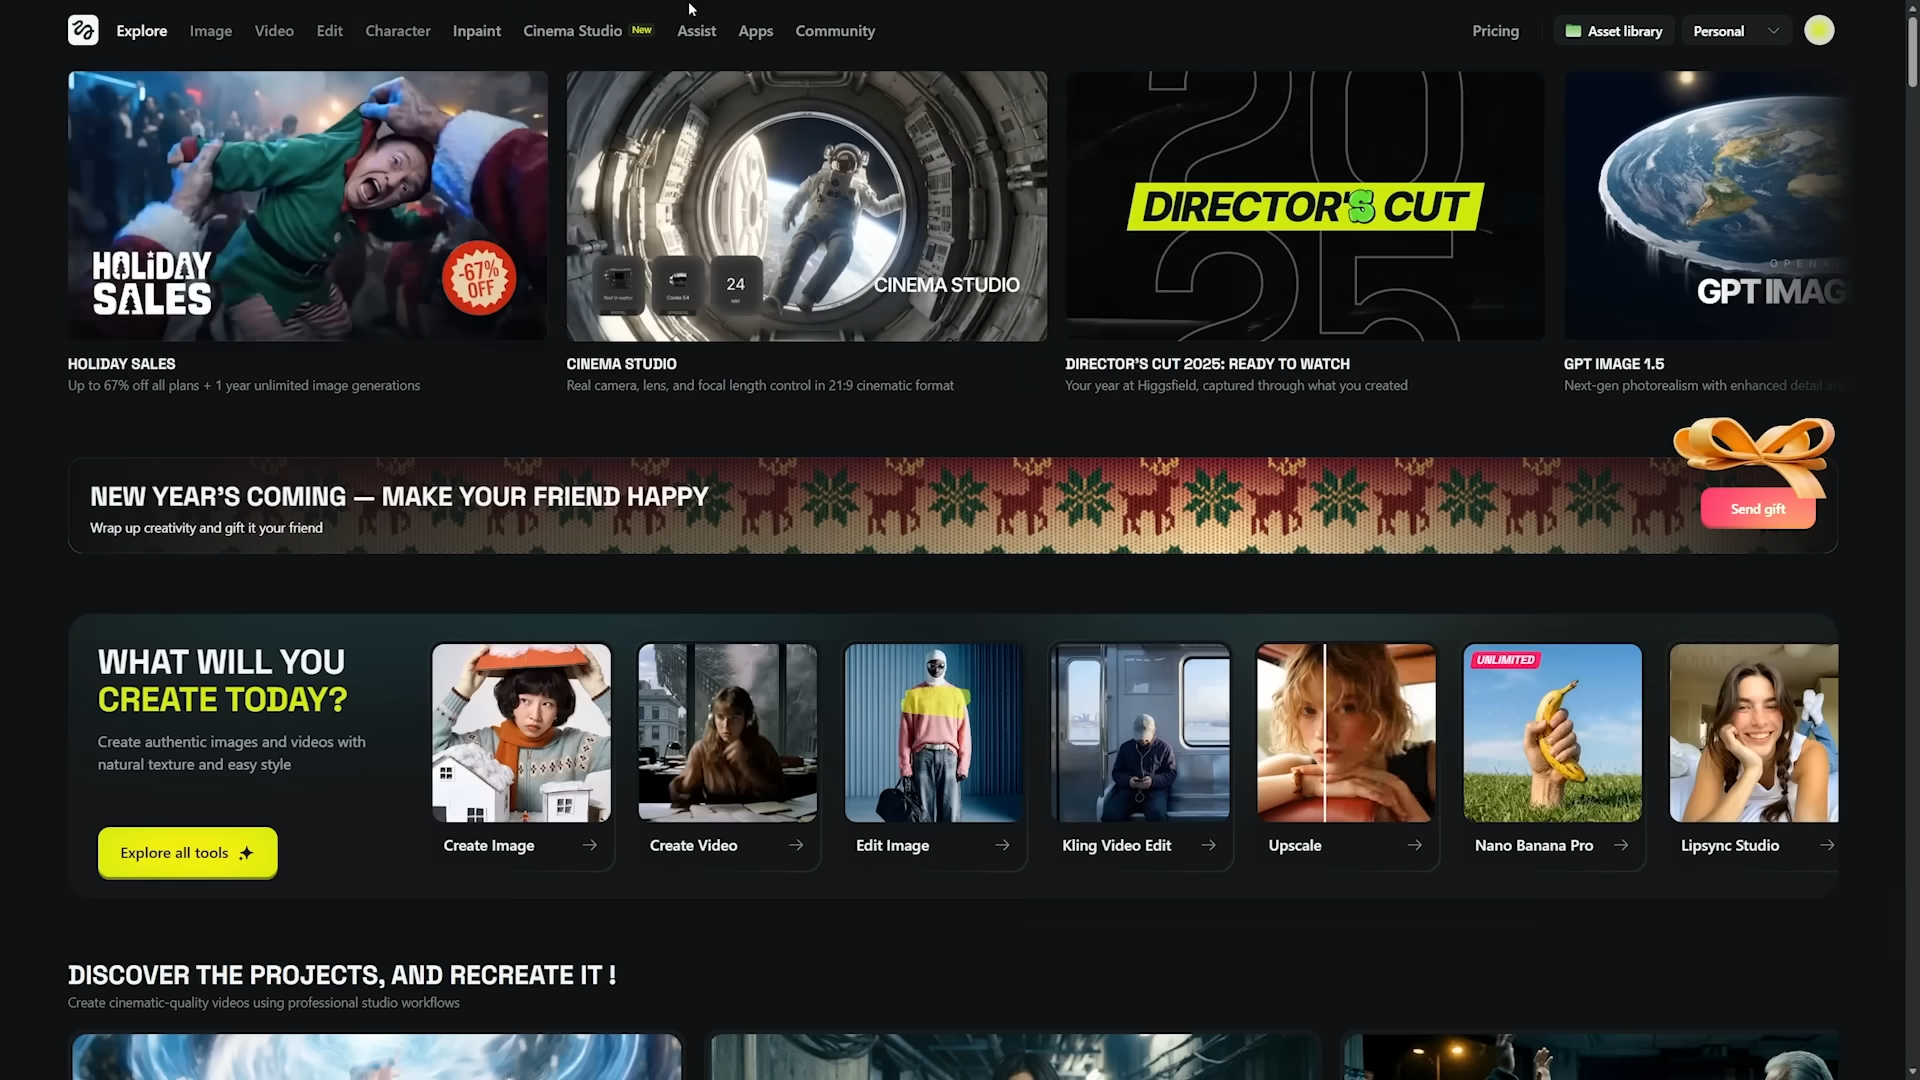 Explore
Image
Video
Edit
Character
Inpaint
Cinema Studio New
Assist
Apps
Community
Pricing
Asset library
Personal
HOLIDAY
SALES
-67%
OFF
24
MM
CINEMA STUDIO
20
25
DIRECTOR'S CUT
GPT IMAG
HOLIDAY SALES
Up to 67% off all plans + 1 year unlimited image generations
CINEMA STUDIO
Real camera, lens, and focal length control in 21:9 cinematic format
DIRECTOR'S CUT 2025: READY TO WATCH
Your year at Higgsfield, captured through what you created
GPT IMAGE 1.5
Next-gen photorealism with enhanced detail
NEW YEAR'S COMING — MAKE YOUR FRIEND HAPPY
Wrap up creativity and gift it your friend
Send gift
WHAT WILL YOU
CREATE TODAY?
Create authentic images and videos with
natural texture and easy style
Explore all tools
Create Image
Create Video
Edit Image
Kling Video Edit
Upscale
UNLIMITED
Nano Banana Pro
Lipsync Studio
DISCOVER THE PROJECTS, AND RECREATE IT !
Create cinematic-quality videos using professional studio workflows